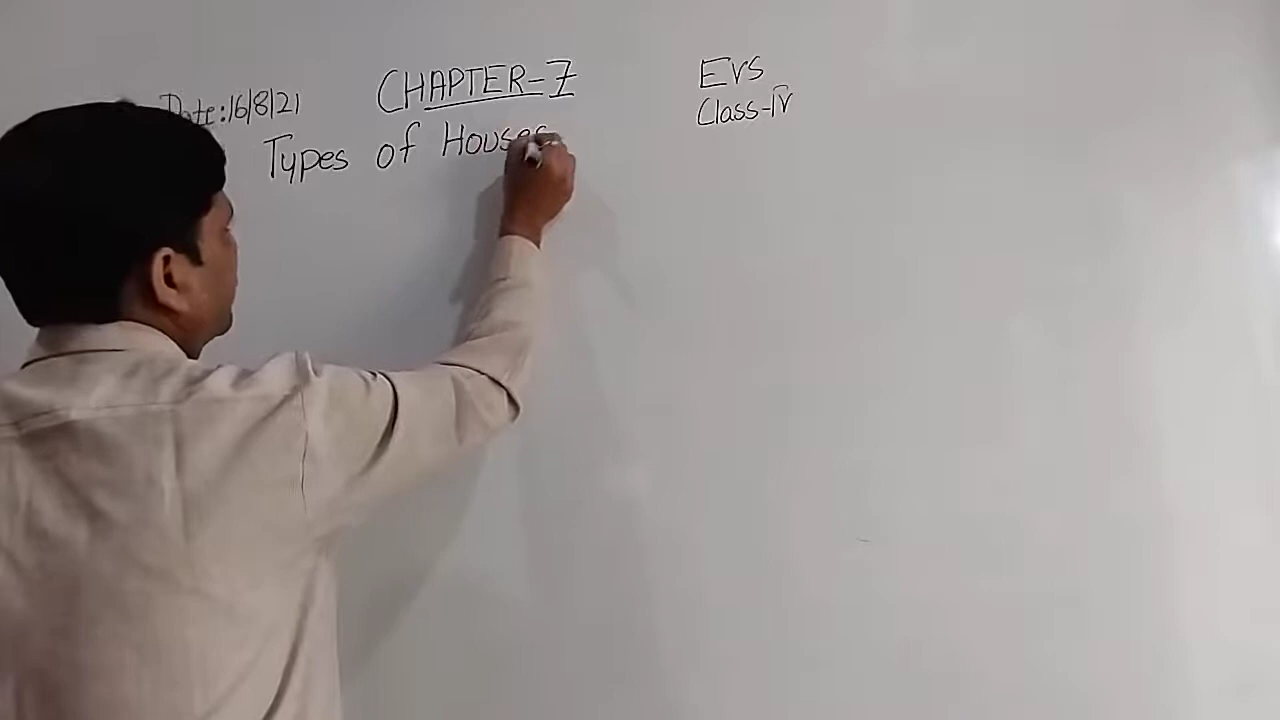 CHAPTER-7
EVS
Date:16/8/21
Class-IV
Types of Houses